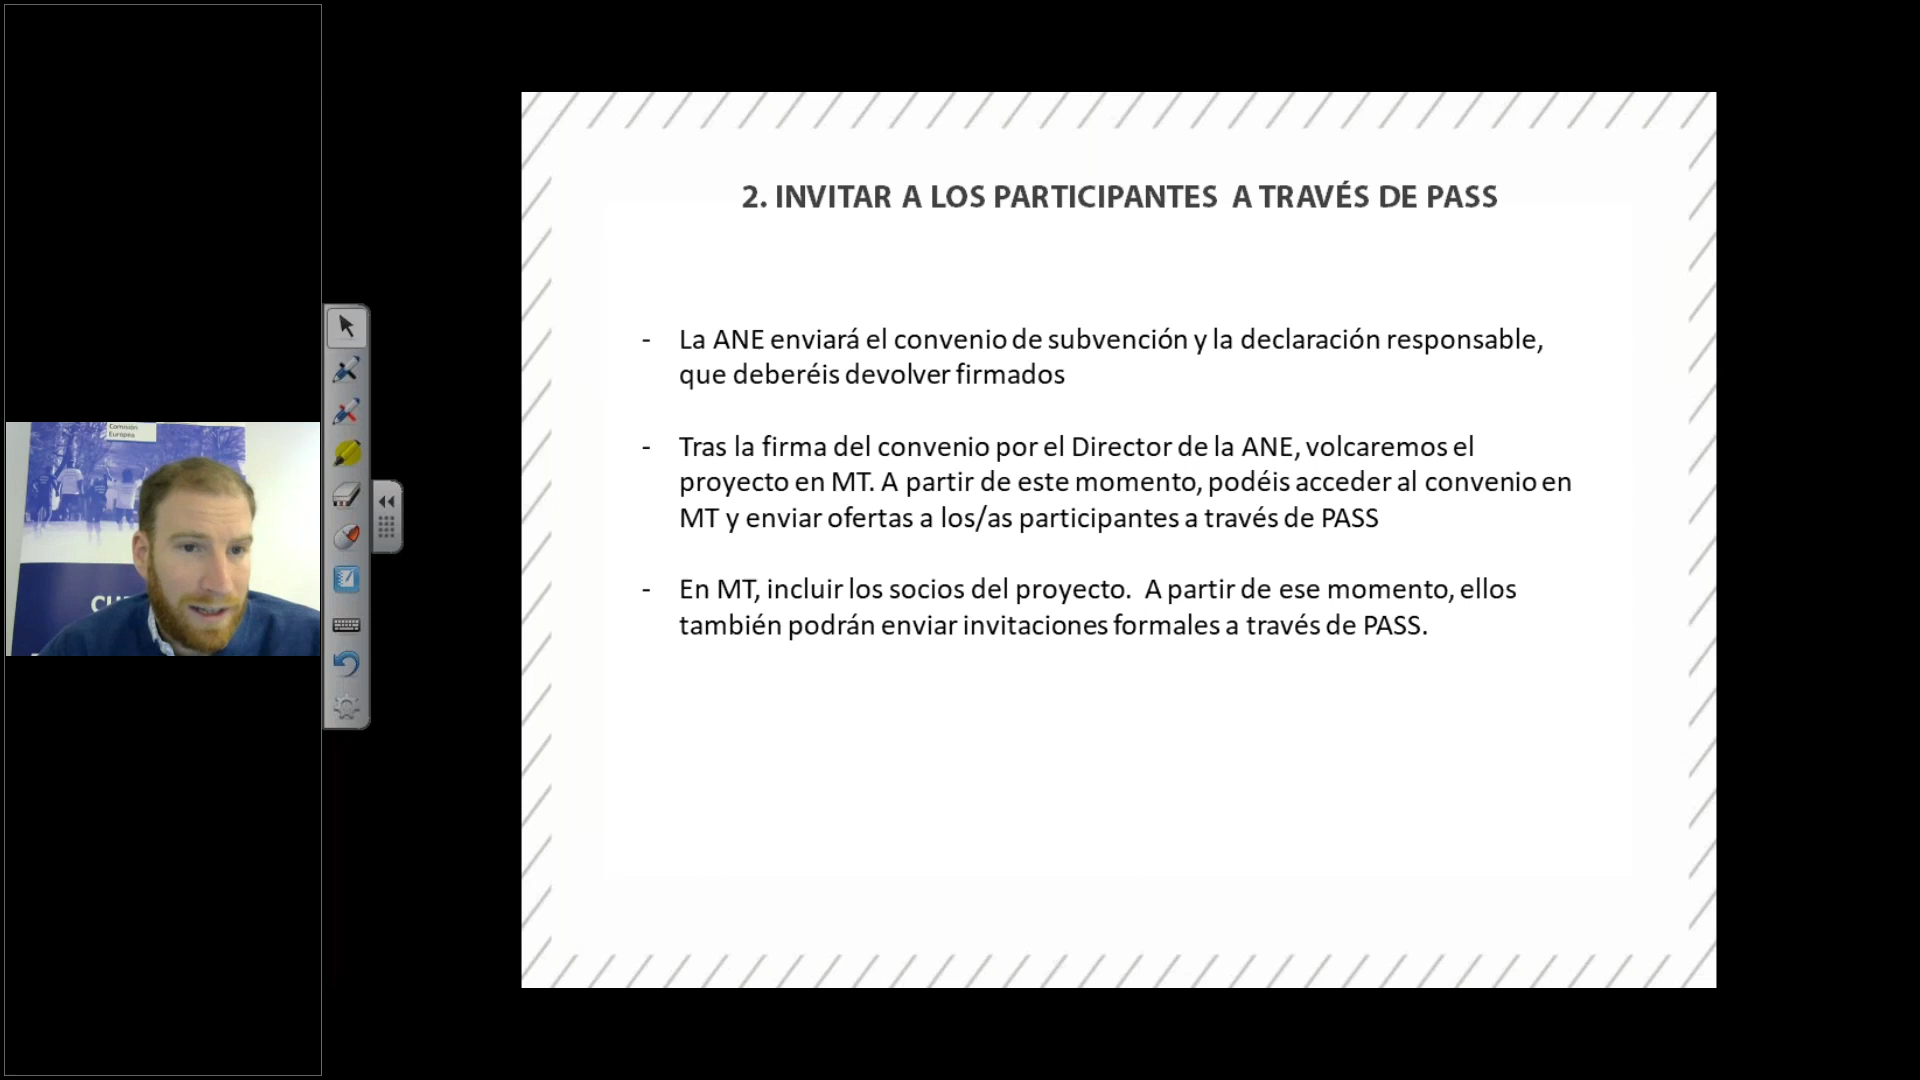 Comisión
Europea
2. INVITAR A LOS PARTICIPANTES A TRAVÉS DE PASS
- La ANE enviará el convenio de subvención y la declaración responsable,
que deberéis devolver firmados
- Tras la firma del convenio por el Director de la ANE, volcaremos el
proyecto en MT. A partir de este momento, podéis acceder al convenio en
MT y enviar ofertas a los/as participantes a través de PASS
- En MT, incluir los socios del proyecto. A partir de ese momento, ellos
también podrán enviar invitaciones formales a través de PASS.